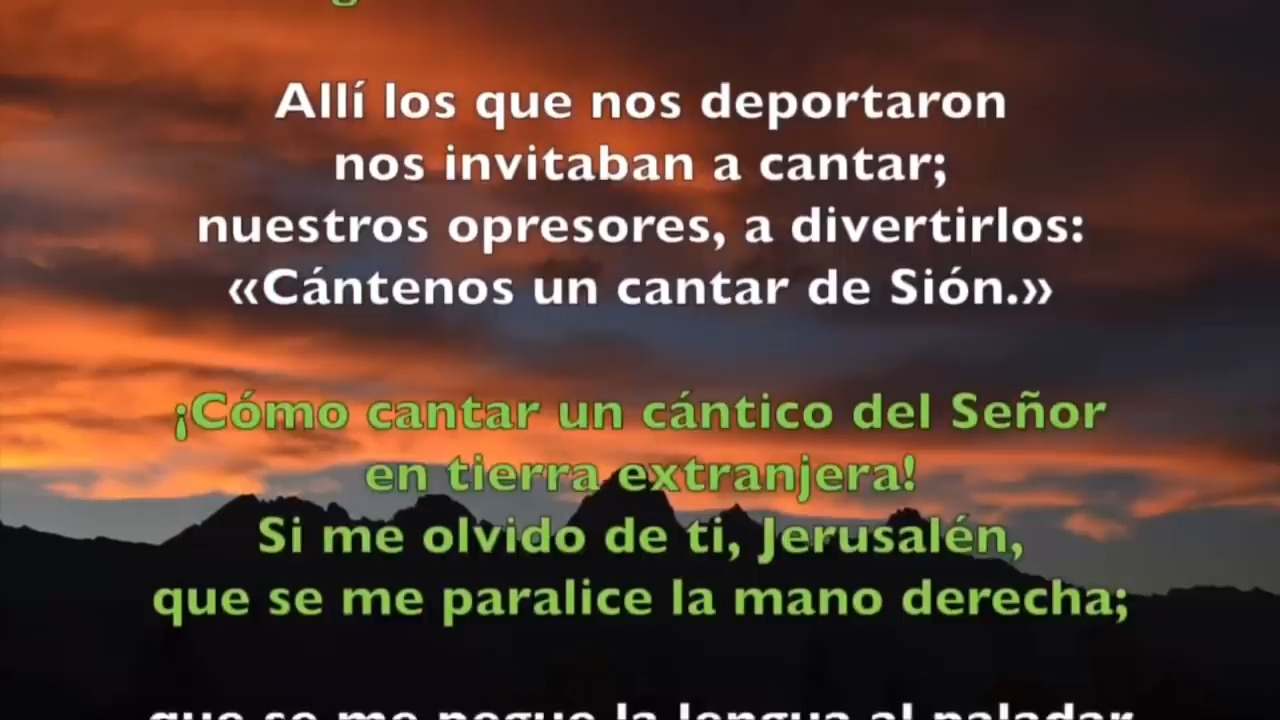 Allí los que nos deportaron
nos invitaban a cantar;
nuestros opresores, a divertirlos:
«Cántenos un cantar de Sión.»
¡Cómo cantar un cántico del Señor
en tierra extranjera!
Si me olvido de ti, Jerusalén,
que se me paralice la mano derecha;
que se me pegue la lengua al paladar